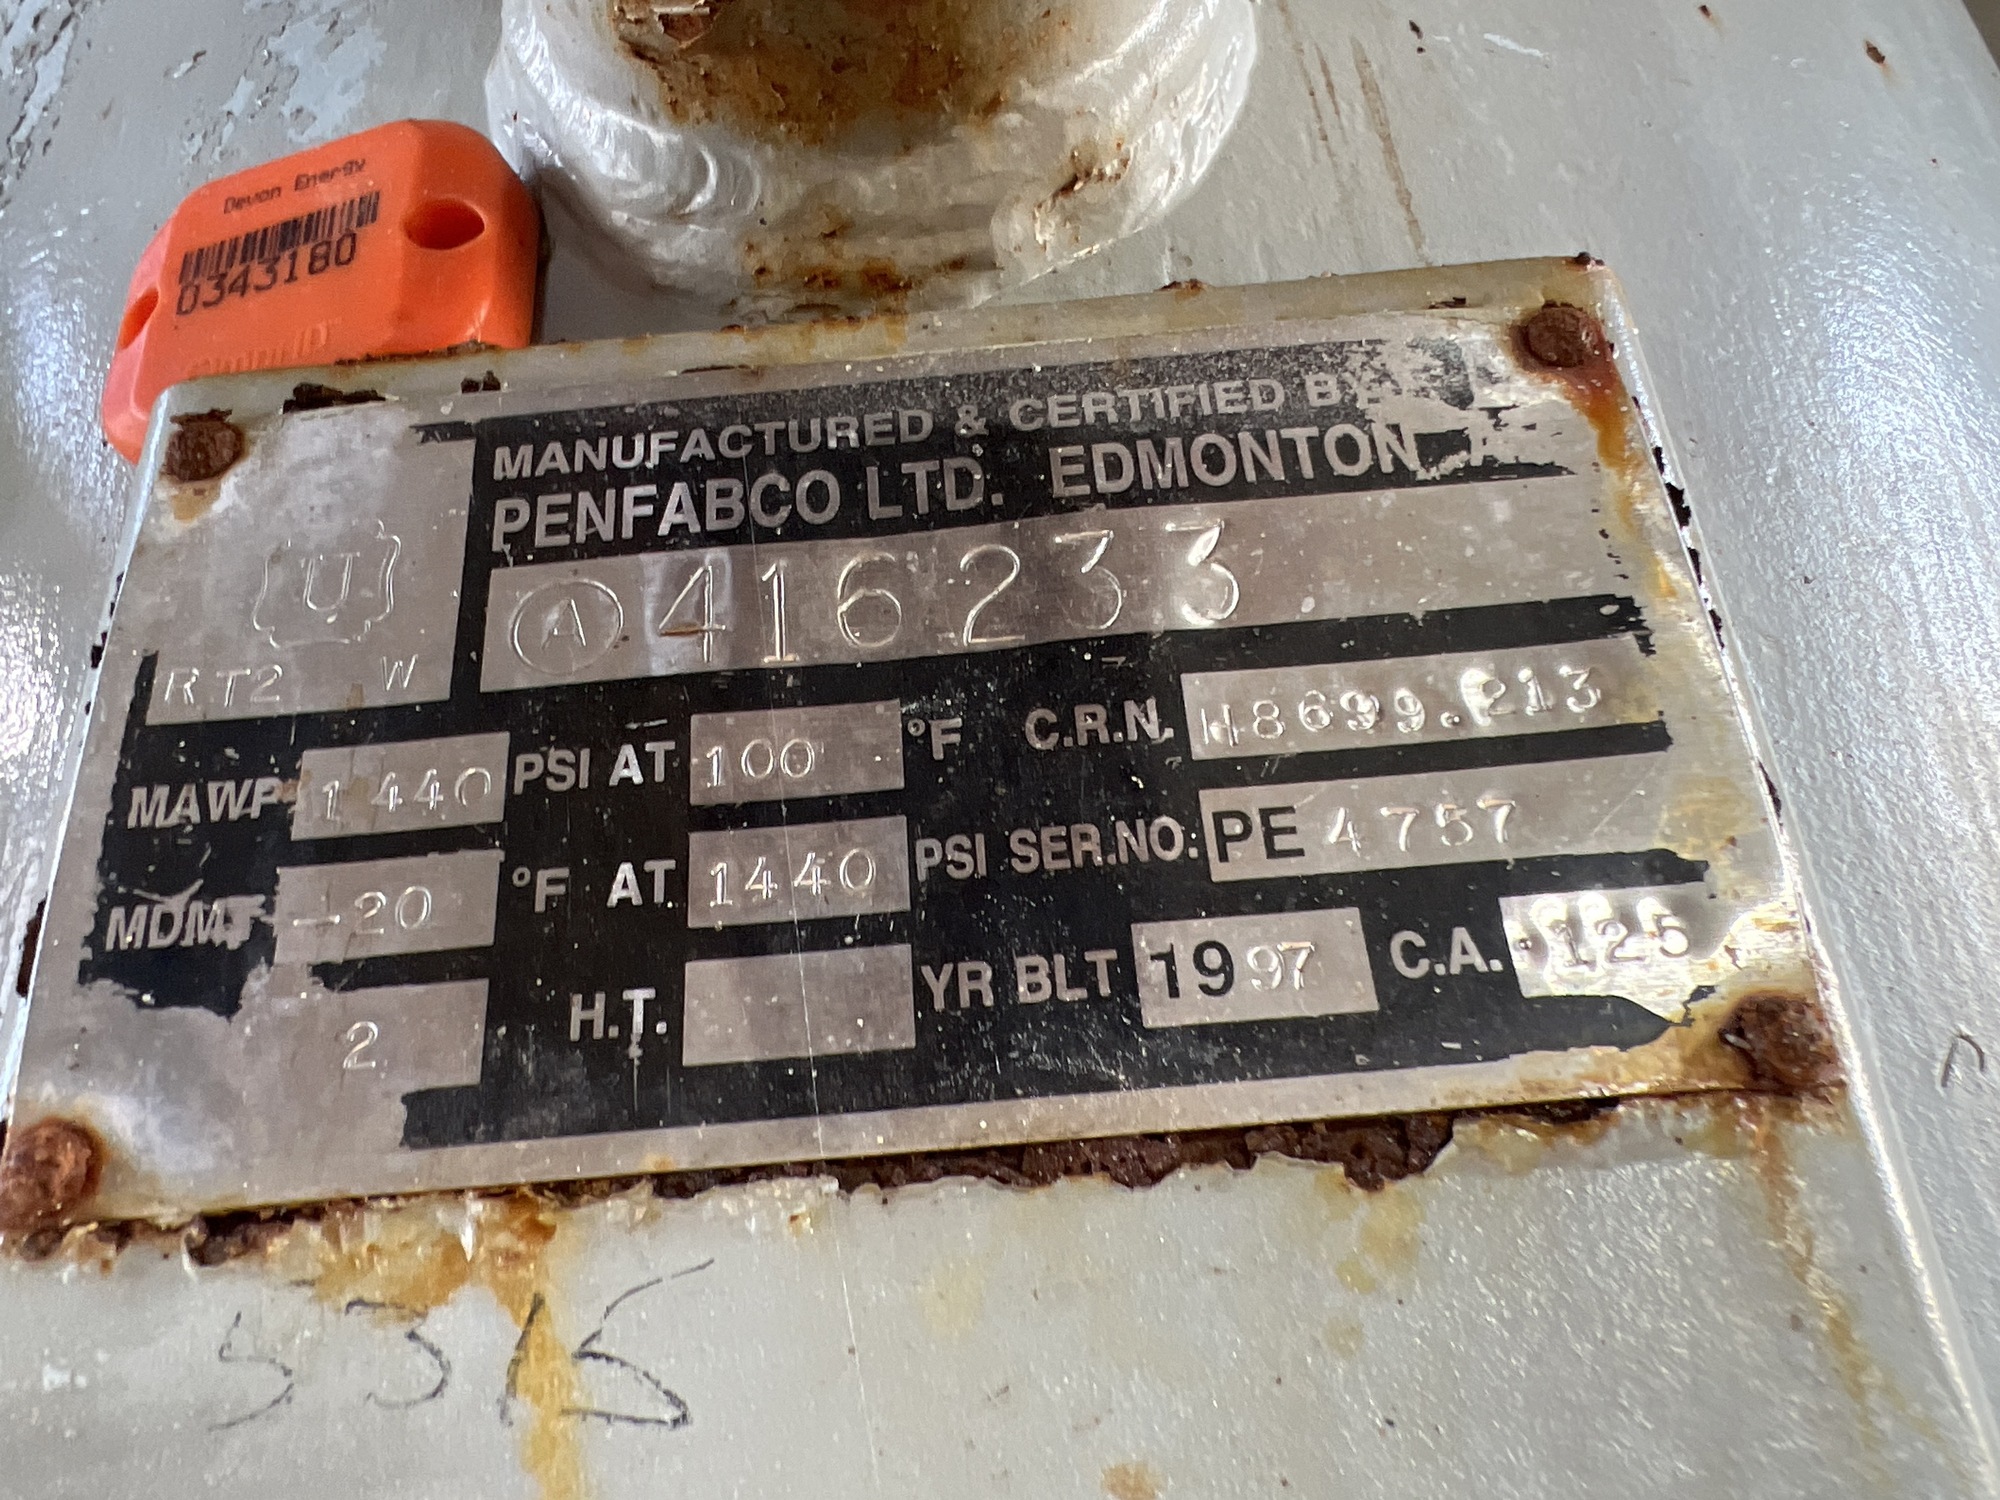 Devon Energy
0343180
MANUFACTURED & CERTIFIED BY
PENFABCO LTD. EDMONTON
U
RT2 W
A 416233
MAWP 1440 PSI AT 100 °F C.R.N. H8699.213
MDMT -20 °F AT 1440 PSI SER.NO: PE 4757
2 H.T. YR BLT 1997 C.A. .125
5315